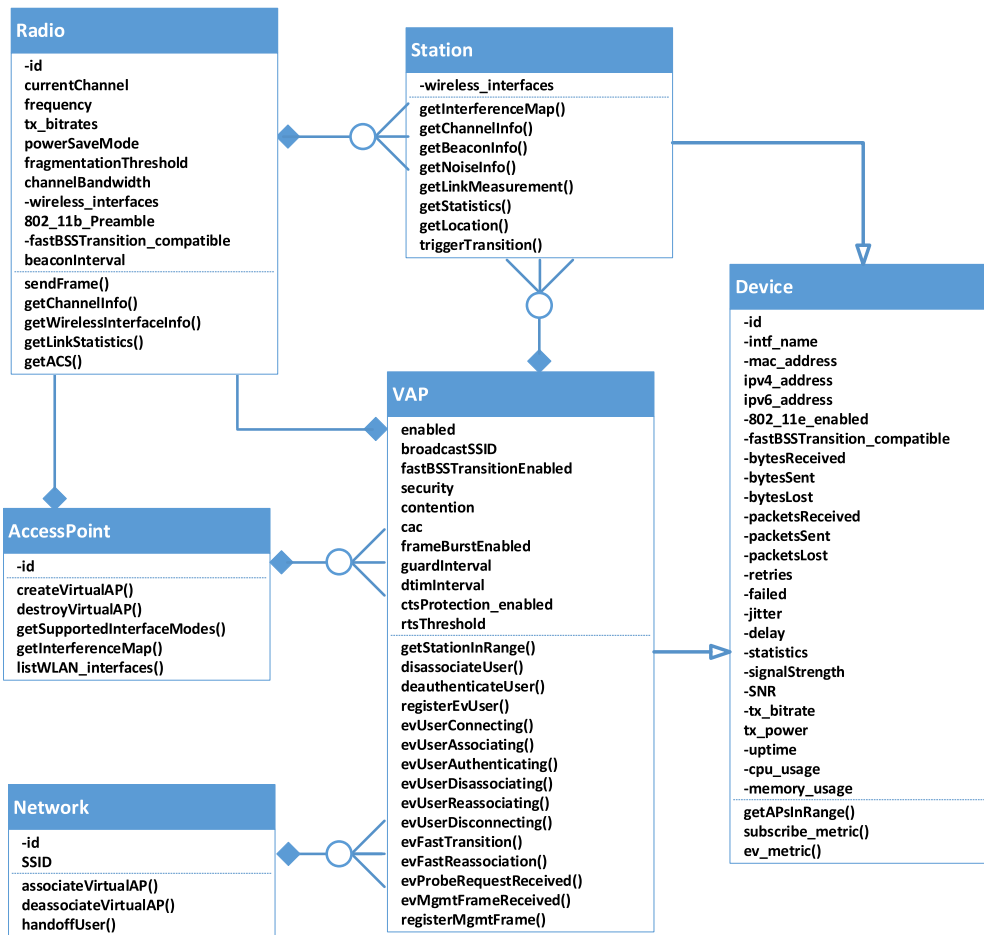 Radio
-id
currentChannel
frequency
tx_bitrates
powerSaveMode
fragmentationThreshold
channelBandwidth
-wireless_interfaces
802_11b_Preamble
-fastBSSTransition_compatible
beaconInterval
sendFrame()
getChannelInfo()
getWirelessInterfaceInfo()
getLinkStatistics()
getACS()
Station
-wireless_interfaces
getInterferenceMap()
getChannelInfo()
getBeaconInfo()
getNoiseInfo()
getLinkMeasurement()
getStatistics()
getLocation()
triggerTransition()
Device
-id
-intf_name
-mac_address
ipv4_address
ipv6_address
-802_11e_enabled
-fastBSSTransition_compatible
-bytesReceived
-bytesSent
-bytesLost
-packetsReceived
-packetsSent
-packetsLost
-retries
-failed
-jitter
-delay
-statistics
-signalStrength
-SNR
-tx_bitrate
tx_power
-uptime
-cpu_usage
-memory_usage
getAPsInRange()
subscribe_metric()
ev_metric()
VAP
enabled
broadcastSSID
fastBSSTransitionEnabled
security
contention
cac
frameBurstEnabled
guardInterval
dtimInterval
ctsProtection_enabled
rtsThreshold
getStationInRange()
disassociateUser()
deauthenticateUser()
registerEvUser()
evUserConnecting()
evUserAssociating()
evUserAuthenticating()
evUserDisassociating()
evUserReassociating()
evUserDisconnecting()
evFastTransition()
evFastReassociation()
evProbeRequestReceived()
evMgmtFrameReceived()
registerMgmtFrame()
AccessPoint
-id
createVirtualAP()
destroyVirtualAP()
getSupportedInterfaceModes()
getInterferenceMap()
listWLAN_interfaces()
Network
-id
SSID
associateVirtualAP()
deassociateVirtualAP()
handoffUser()